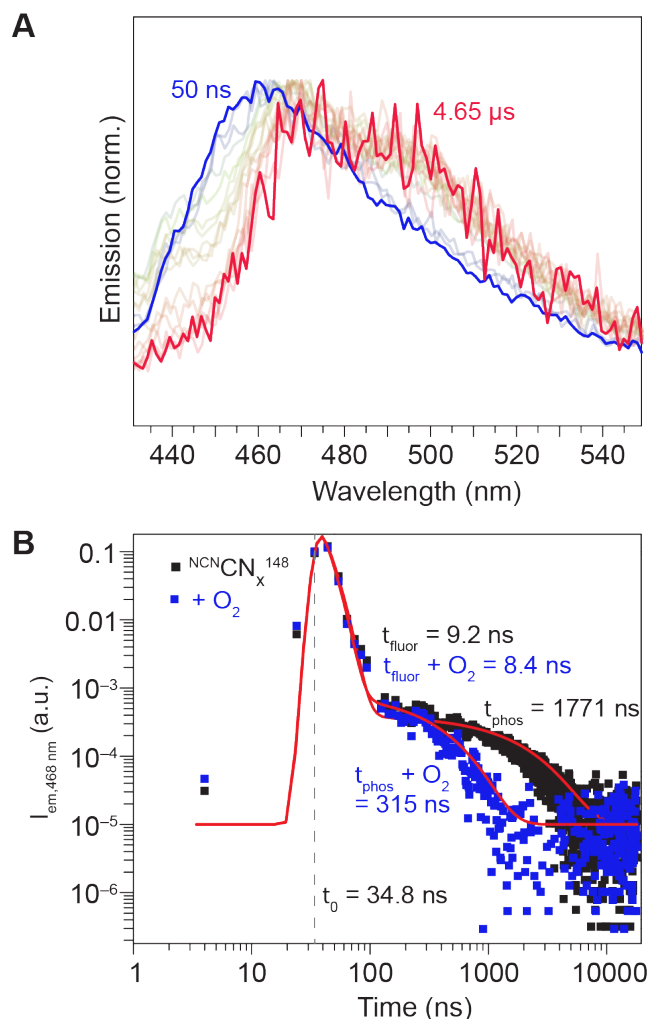 A
50 ns
4.65 µs
Emission (norm.)
440 460 480 500 520 540
Wavelength (nm)
B
NCNCNx148
+ O2
tfluor = 9.2 ns
tfluor + O2 = 8.4 ns
tphos = 1771 ns
tphos + O2
= 315 ns
t0 = 34.8 ns
0.1
0.01
10−3
10−4
10−5
10−6
Iem,468 nm (a.u.)
1 10 100 1000 10000
Time (ns)